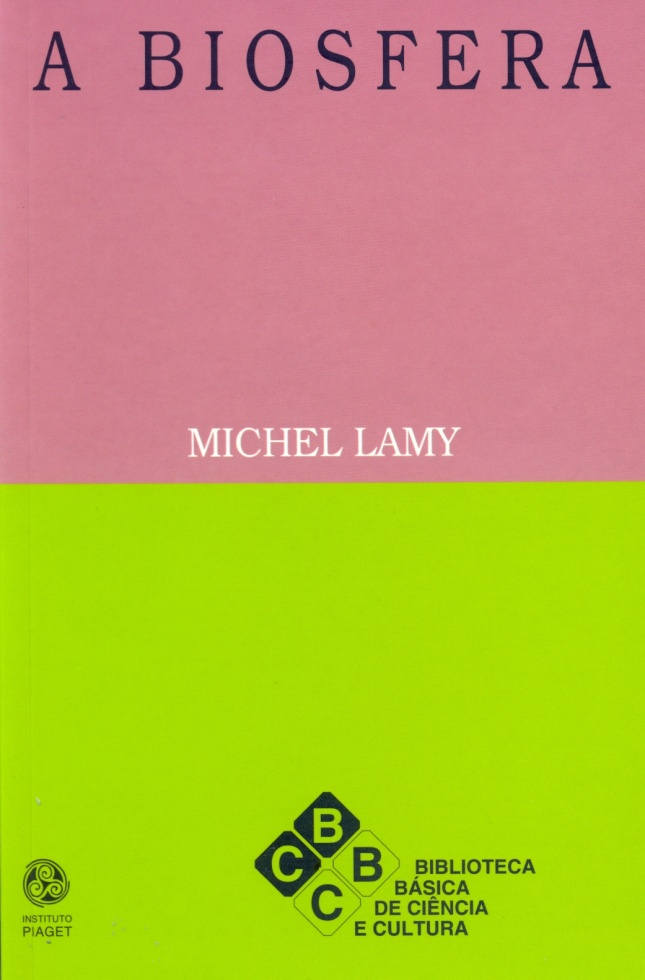 A BIOSFERA
MICHEL LAMY
B
C B
C
BIBLIOTECA
BÁSICA
DE CIÊNCIA
E CULTURA
INSTITUTO
PIAGET